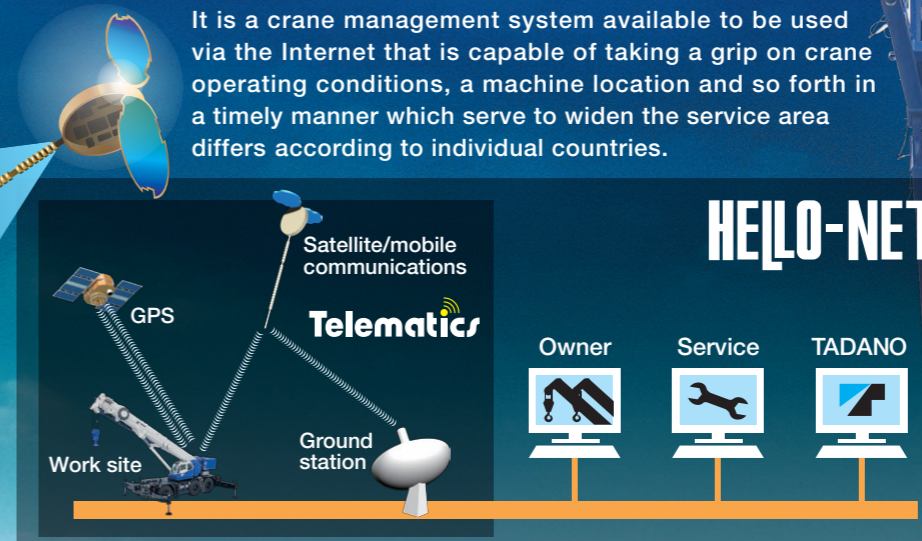 It is a crane management system available to be used
via the Internet that is capable of taking a grip on crane
operating conditions, a machine location and so forth in
a timely manner which serve to widen the service area
differs according to individual countries.
HELLO-NET
Satellite/mobile
communications
GPS
Telematics
Owner
Service
TADANO
Ground
station
Work site